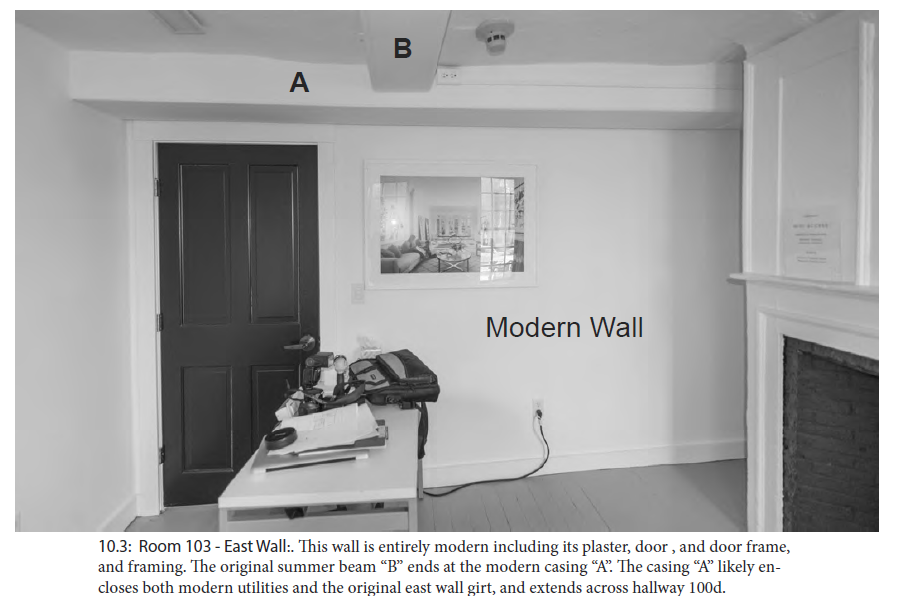 B
A
Modern Wall
10.3: Room 103 - East Wall:. This wall is entirely modern including its plaster, door , and door frame,
and framing. The original summer beam “B” ends at the modern casing “A”. The casing “A” likely en-
closes both modern utilities and the original east wall girt, and extends across hallway 100d.